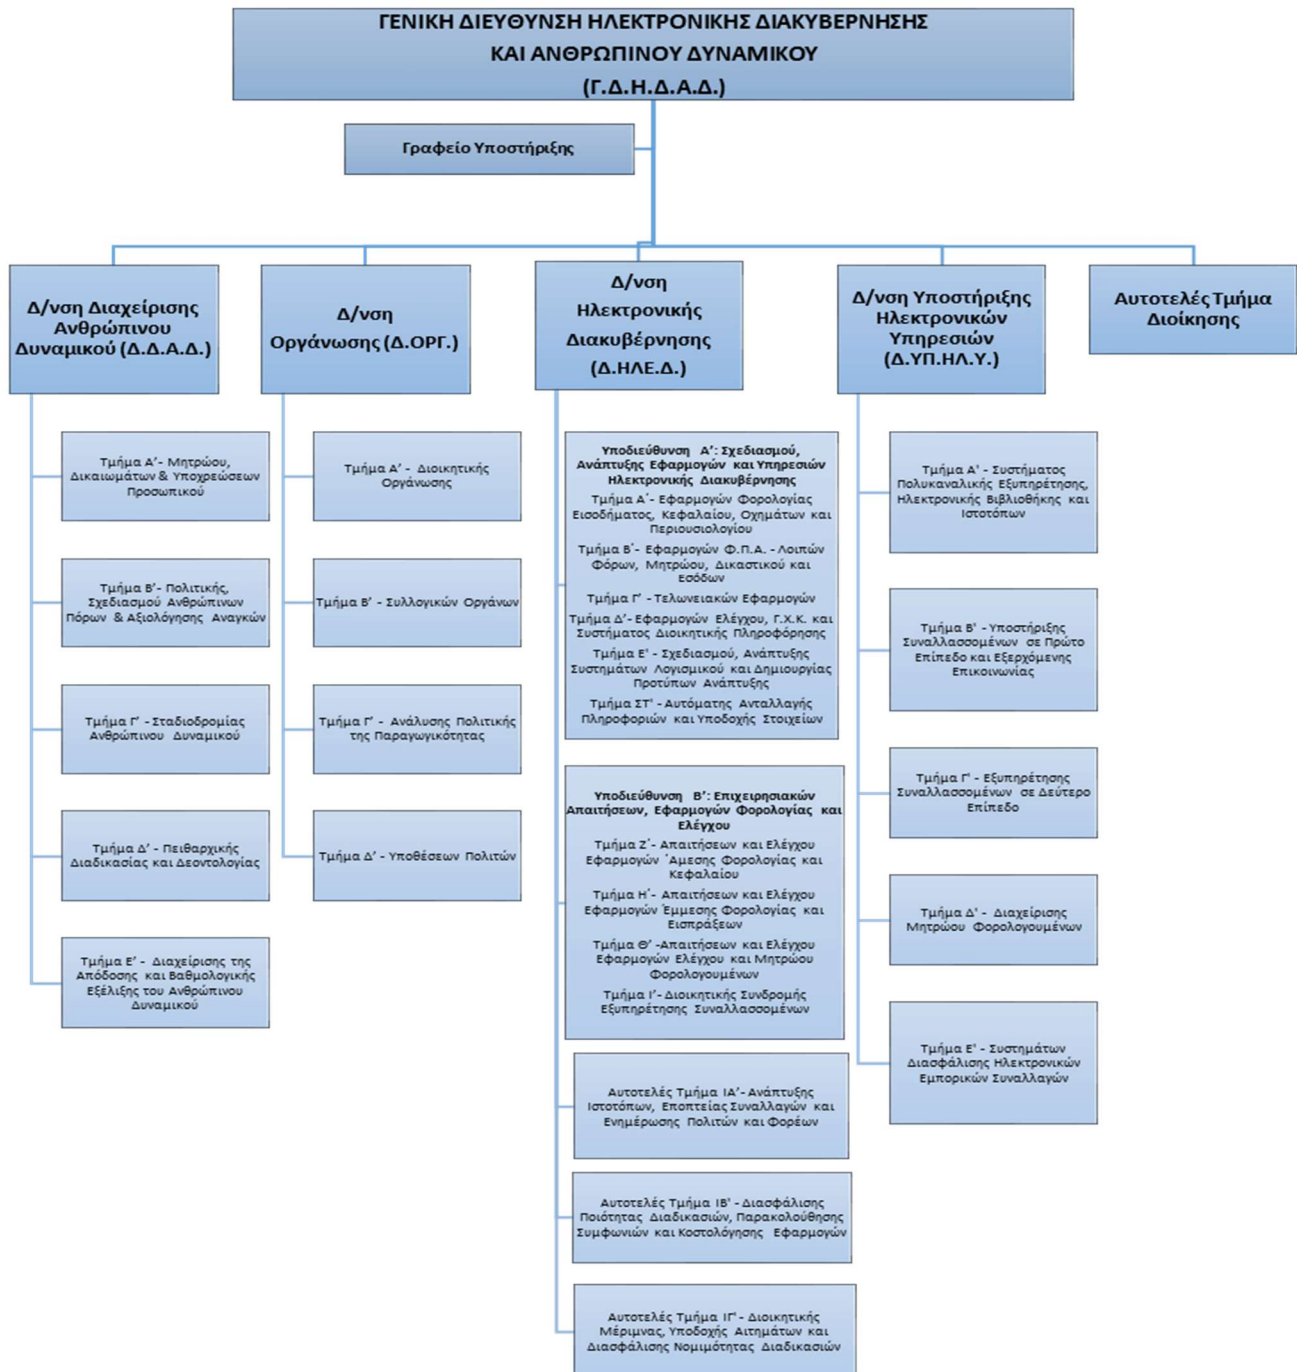 ΓΕΝΙΚΗ ΔΙΕΥΘΥΝΣΗ ΗΛΕΚΤΡΟΝΙΚΗΣ ΔΙΑΚΥΒΕΡΝΗΣΗΣ
ΚΑΙ ΑΝΘΡΩΠΙΝΟΥ ΔΥΝΑΜΙΚΟΥ
(Γ.Δ.Η.Δ.Α.Δ.)
Γραφείο Υποστήριξης
Δ/νση Διαχείρισης
Ανθρώπινου
Δυναμικού (Δ.Δ.Α.Δ.)
Τμήμα Α’- Μητρώου,
Δικαιωμάτων & Υποχρεώσεων
Προσωπικού
Τμήμα Β’- Πολιτικής,
Σχεδιασμού Ανθρώπινων
Πόρων & Αξιολόγησης Αναγκών
Τμήμα Γ’ - Σταδιοδρομίας
Ανθρώπινου Δυναμικού
Τμήμα Δ’ - Πειθαρχικής
Διαδικασίας και Δεοντολογίας
Τμήμα Ε’ - Διαχείρισης της
Απόδοσης και Βαθμολογικής
Εξέλιξης του Ανθρώπινου
Δυναμικού
Δ/νση
Οργάνωσης (Δ.ΟΡΓ.)
Τμήμα Α’ - Διοικητικής
Οργάνωσης
Τμήμα Β’ - Συλλογικών Οργάνων
Τμήμα Γ’ - Ανάλυσης Πολιτικής
της Παραγωγικότητας
Τμήμα Δ’ - Υποθέσεων Πολιτών
Δ/νση
Ηλεκτρονικής
Διακυβέρνησης
(Δ.ΗΛΕ.Δ.)
Υποδιεύθυνση Α’: Σχεδιασμού,
Ανάπτυξης Εφαρμογών και Υπηρεσιών
Ηλεκτρονικής Διακυβέρνησης
Τμήμα Α΄- Εφαρμογών Φορολογίας
Εισοδήματος, Κεφαλαίου, Οχημάτων και
Περιουσιολογίου
Τμήμα Β΄- Εφαρμογών Φ.Π.Α. - Λοιπών
Φόρων, Μητρώου, Δικαστικού και
Εσόδων
Τμήμα Γ’ - Τελωνειακών Εφαρμογών
Τμήμα Δ’- Εφαρμογών Ελέγχου, Γ.Χ.Κ. και
Συστήματος Διοικητικής Πληροφόρησης
Τμήμα Ε' - Σχεδιασμού, Ανάπτυξης
Συστημάτων Λογισμικού και Δημιουργίας
Προτύπων Ανάπτυξης
Τμήμα ΣΤ' - Αυτόματης Ανταλλαγής
Πληροφοριών και Υποδοχής Στοιχείων
Υποδιεύθυνση Β’: Επιχειρησιακών
Απαιτήσεων, Εφαρμογών Φορολογίας και
Ελέγχου
Τμήμα Ζ΄- Απαιτήσεων και Ελέγχου
Εφαρμογών ΄Αμεσης Φορολογίας και
Κεφαλαίου
Τμήμα Η΄- Απαιτήσεων και Ελέγχου
Εφαρμογών Έμμεσης Φορολογίας και
Εισπράξεων
Τμήμα Θ’ -Απαιτήσεων και Ελέγχου
Εφαρμογών Ελέγχου και Μητρώου
Φορολογουμένων
Τμήμα Ι’- Διοικητικής Συνδρομής
Εξυπηρέτησης Συναλλασσομένων
Αυτοτελές Τμήμα ΙΑ’- Ανάπτυξης
Ιστοτόπων, Εποπτείας Συναλλαγών και
Ενημέρωσης Πολιτών και Φορέων
Αυτοτελές Τμήμα ΙΒ' - Διασφάλισης
Ποιότητας Διαδικασιών, Παρακολούθησης
Συμφωνιών και Κοστολόγησης Εφαρμογών
Αυτοτελές Τμήμα ΙΓ' - Διοικητικής
Μέριμνας, Υποδοχής Αιτημάτων και
Διασφάλισης Νομιμότητας Διαδικασιών
Δ/νση Υποστήριξης
Ηλεκτρονικών
Υπηρεσιών
(Δ.ΥΠ.ΗΛ.Υ.)
Τμήμα Α' - Συστήματος
Πολυκαναλικής Εξυπηρέτησης,
Ηλεκτρονικής Βιβλιοθήκης και
Ιστοτόπων
Τμήμα Β' - Υποστήριξης
Συναλλασσομένων σε Πρώτο
Επίπεδο και Εξερχόμενης
Επικοινωνίας
Τμήμα Γ' - Εξυπηρέτησης
Συναλλασσομένων σε Δεύτερο
Επίπεδο
Τμήμα Δ' - Διαχείρισης
Μητρώου Φορολογουμένων
Τμήμα Ε' - Συστημάτων
Διασφάλισης Ηλεκτρονικών
Εμπορικών Συναλλαγών
Αυτοτελές Τμήμα
Διοίκησης